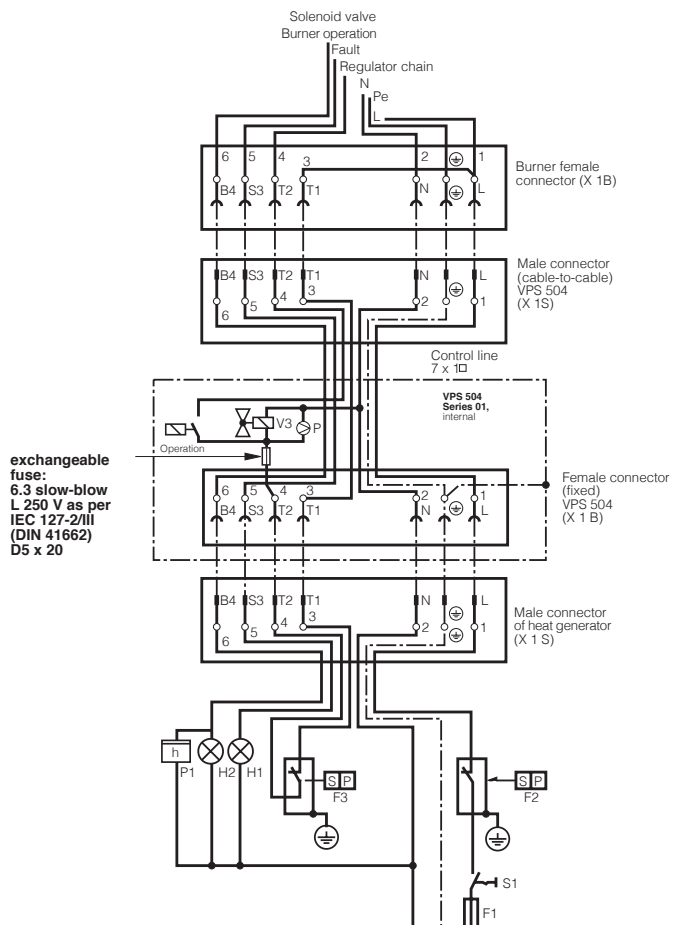 Solenoid valve
Burner operation
Fault
Regulator chain
N
Pe
L
6 5 4 3 2 1
B4 S3 T2 T1 N L
Burner female
connector (X 1B)
B4 S3 T2 T1 N L
6 5 4 3 2 1
Male connector
(cable-to-cable)
VPS 504
(X 1S)
Control line
7 x 1□
VPS 504
Series 01,
internal
V3
P
Operation
exchangeable
fuse:
6.3 slow-blow
L 250 V as per
IEC 127-2/III
(DIN 41662)
D5 x 20
6 5 4 3 2 1
B4 S3 T2 T1 N L
Female connector
(fixed)
VPS 504
(X 1 B)
B4 S3 T2 T1 N L
6 5 4 3 2 1
Male connector
of heat generator
(X 1 S)
h
P1
H2
H1
S P
F3
S P
F2
S1
F1